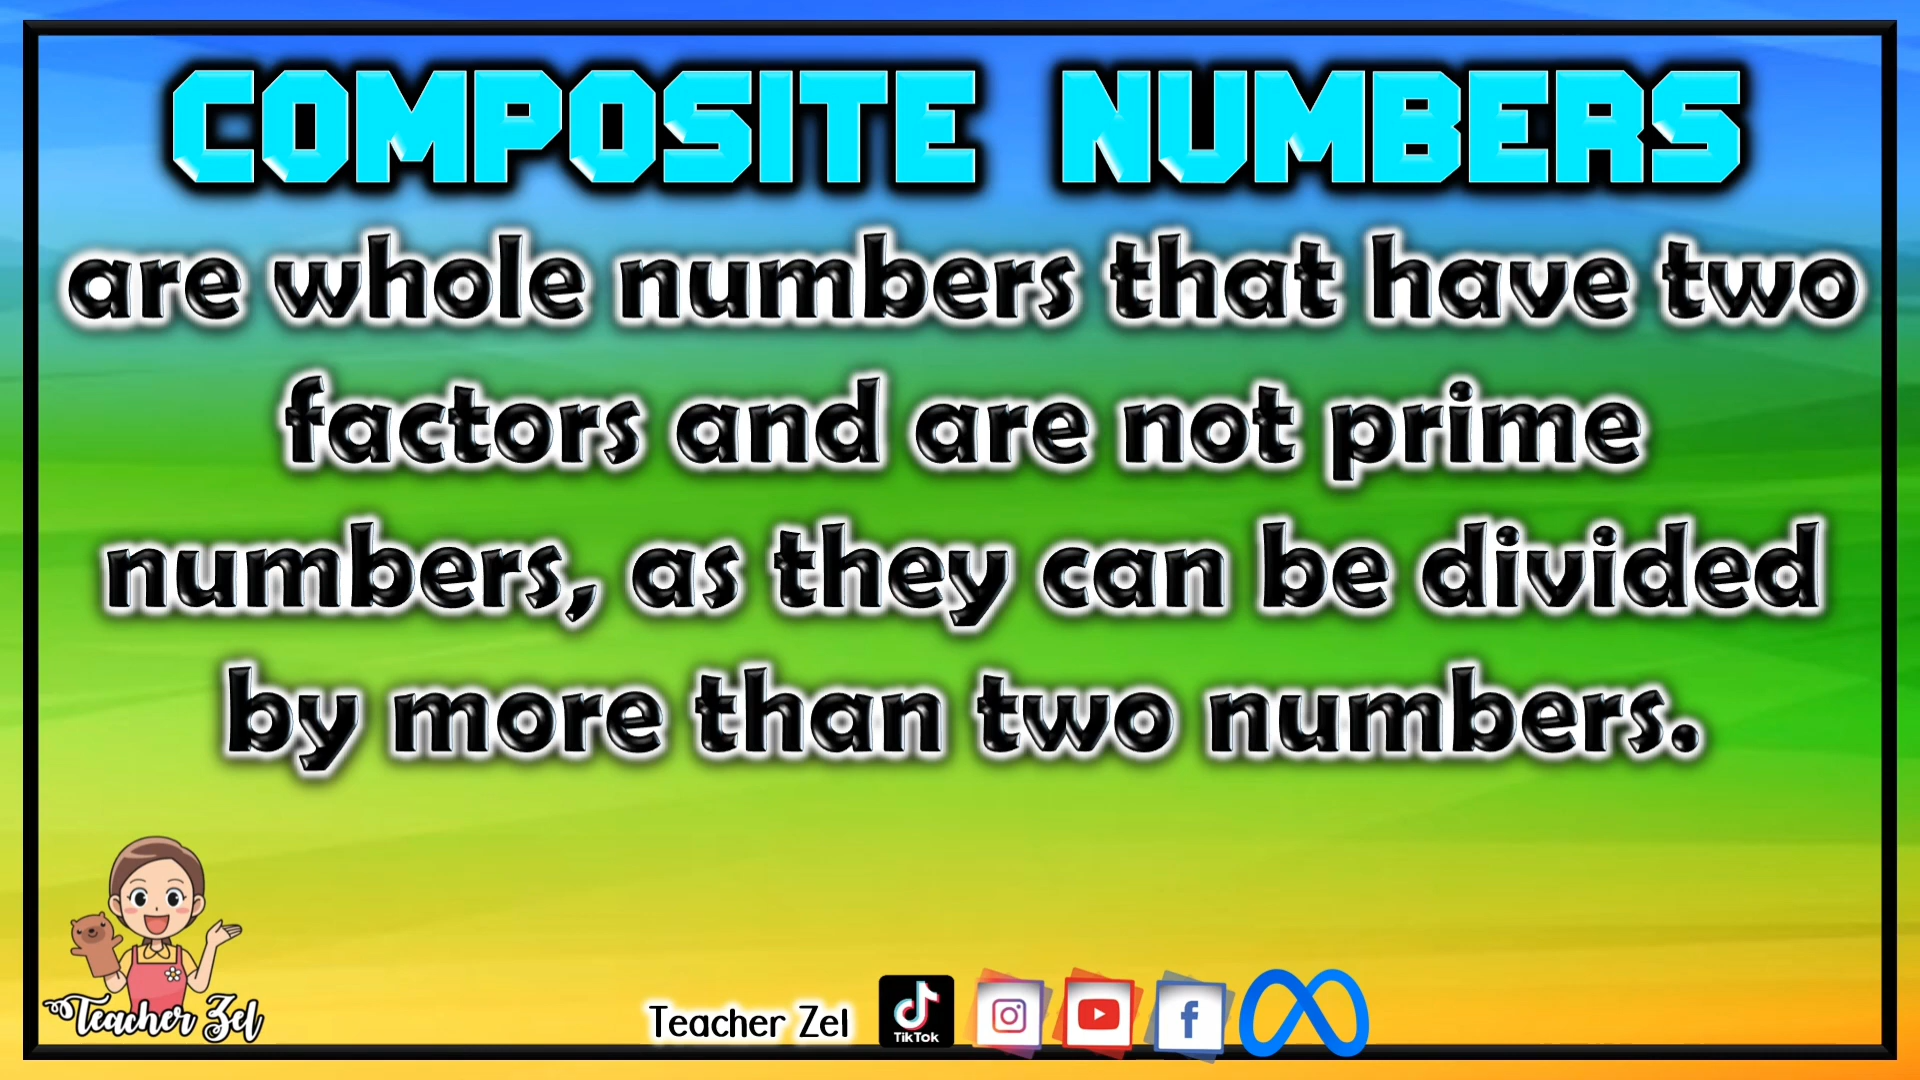 COMPOSITE NUMBERS
are whole numbers that have two
factors and are not prime
numbers, as they can be divided
by more than two numbers.
Teacher Zel
Teacher Zel
TikTok